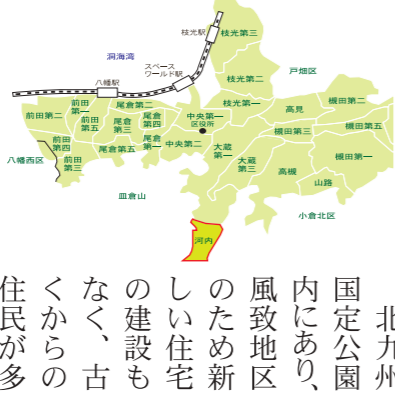 枝光駅
枝光第三
洞海湾
スペース
ワールド駅
戸畑区
枝光第二
八幡駅
枝光第一
高見
槻田第二
前田第二
前田
第一
尾倉第二
前田
第五
尾倉
第三
尾倉
第四
中央第一
区役所
槻田第三
槻田第五
前田
第四
尾倉第五
尾倉
第一
中央第二
大蔵
第一
大蔵
第三
槻田第一
八幡西区
前田
第三
高槻
山路
皿倉山
小倉北区
河内
北九州
国定公園
内にあり、
風致地区
のため新
しい住宅
の建設も
なく、古
くからの
住民が多